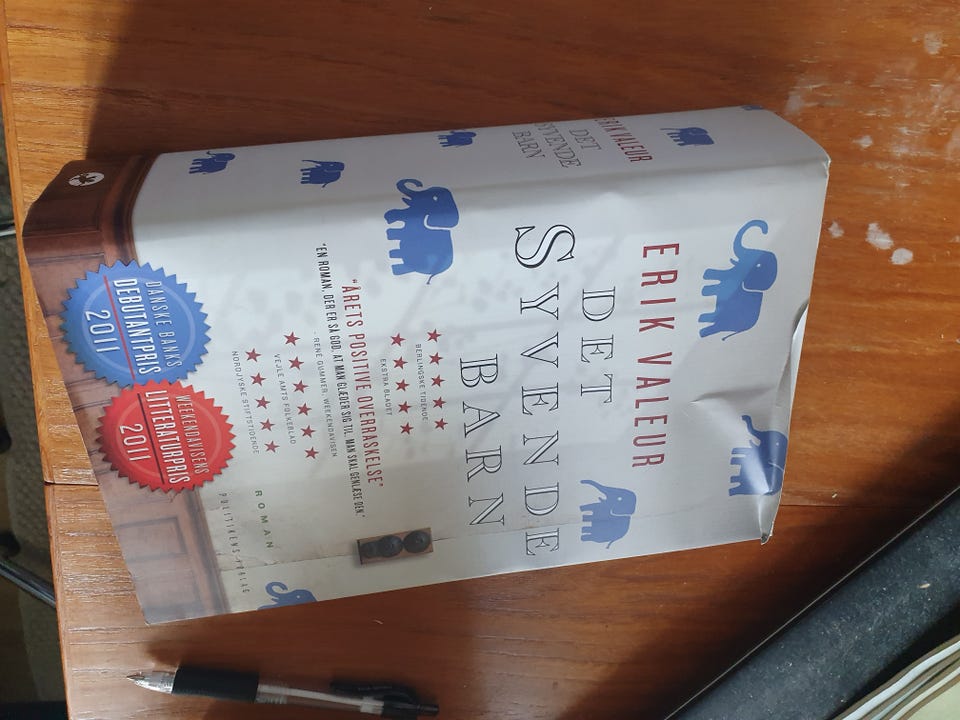 ERIK VALEUR
DET
SYVENDE
BARN
★★★★★
BERLINGSKE TIDENDE
★★★★★
EKSTRA BLADET
"ÅRETS POSITIVE OVERRASKELSE"
"EN ROMAN, DER ER SÅ GOD, AT MAN GLÆDER SIG TIL, MAN SKAL GENLÆSE DEN."
- RENÉ GUMMER, WEEKENDAVISEN
★★★★★
VEJLE AMTS FOLKEBLAD
★★★★★
NORDJYSKE STIFTSTIDENDE
ROMAN
POLITIKENS FORLAG
DANSKE BANKS
DEBUTANTPRIS
2011
WEEKENDAVISENS
LITTERATURPRIS
2011
ERIK VALEUR
DET
SYVENDE
BARN